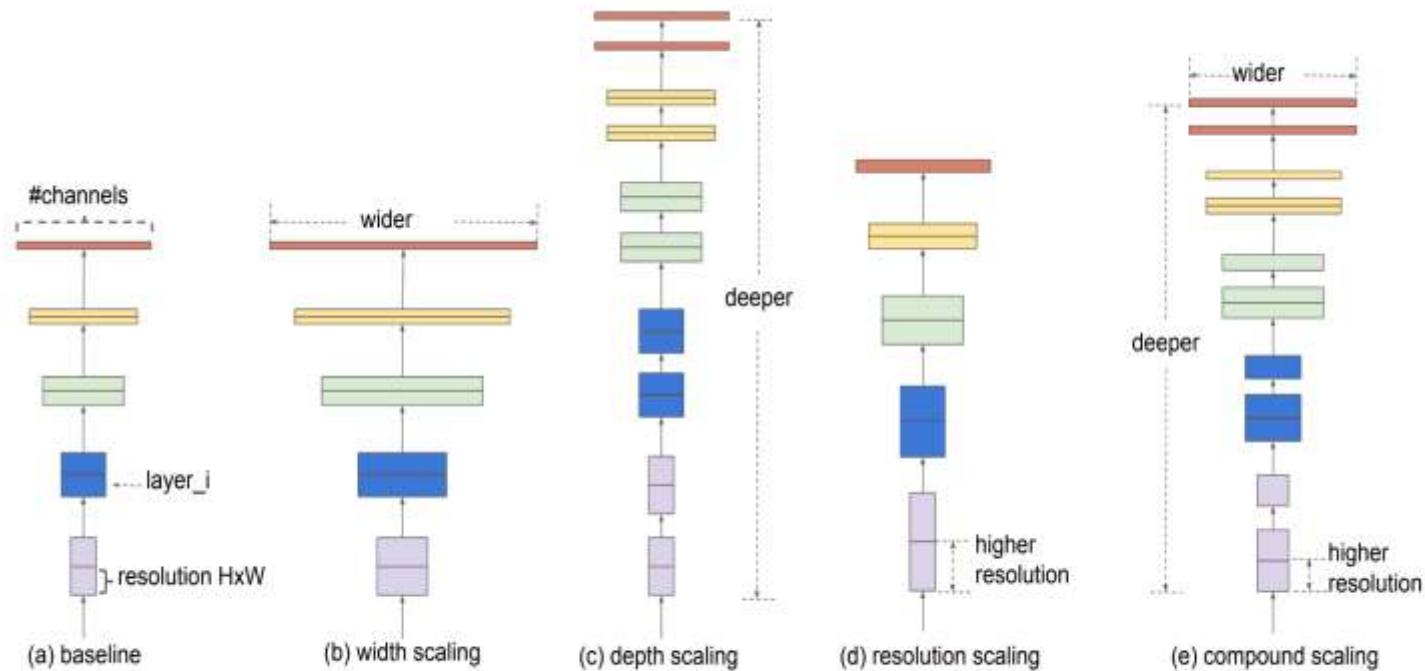 #channels
layer_i
resolution HxW
(a) baseline
wider
(b) width scaling
deeper
(c) depth scaling
higher
resolution
(d) resolution scaling
wider
deeper
higher
resolution
(e) compound scaling